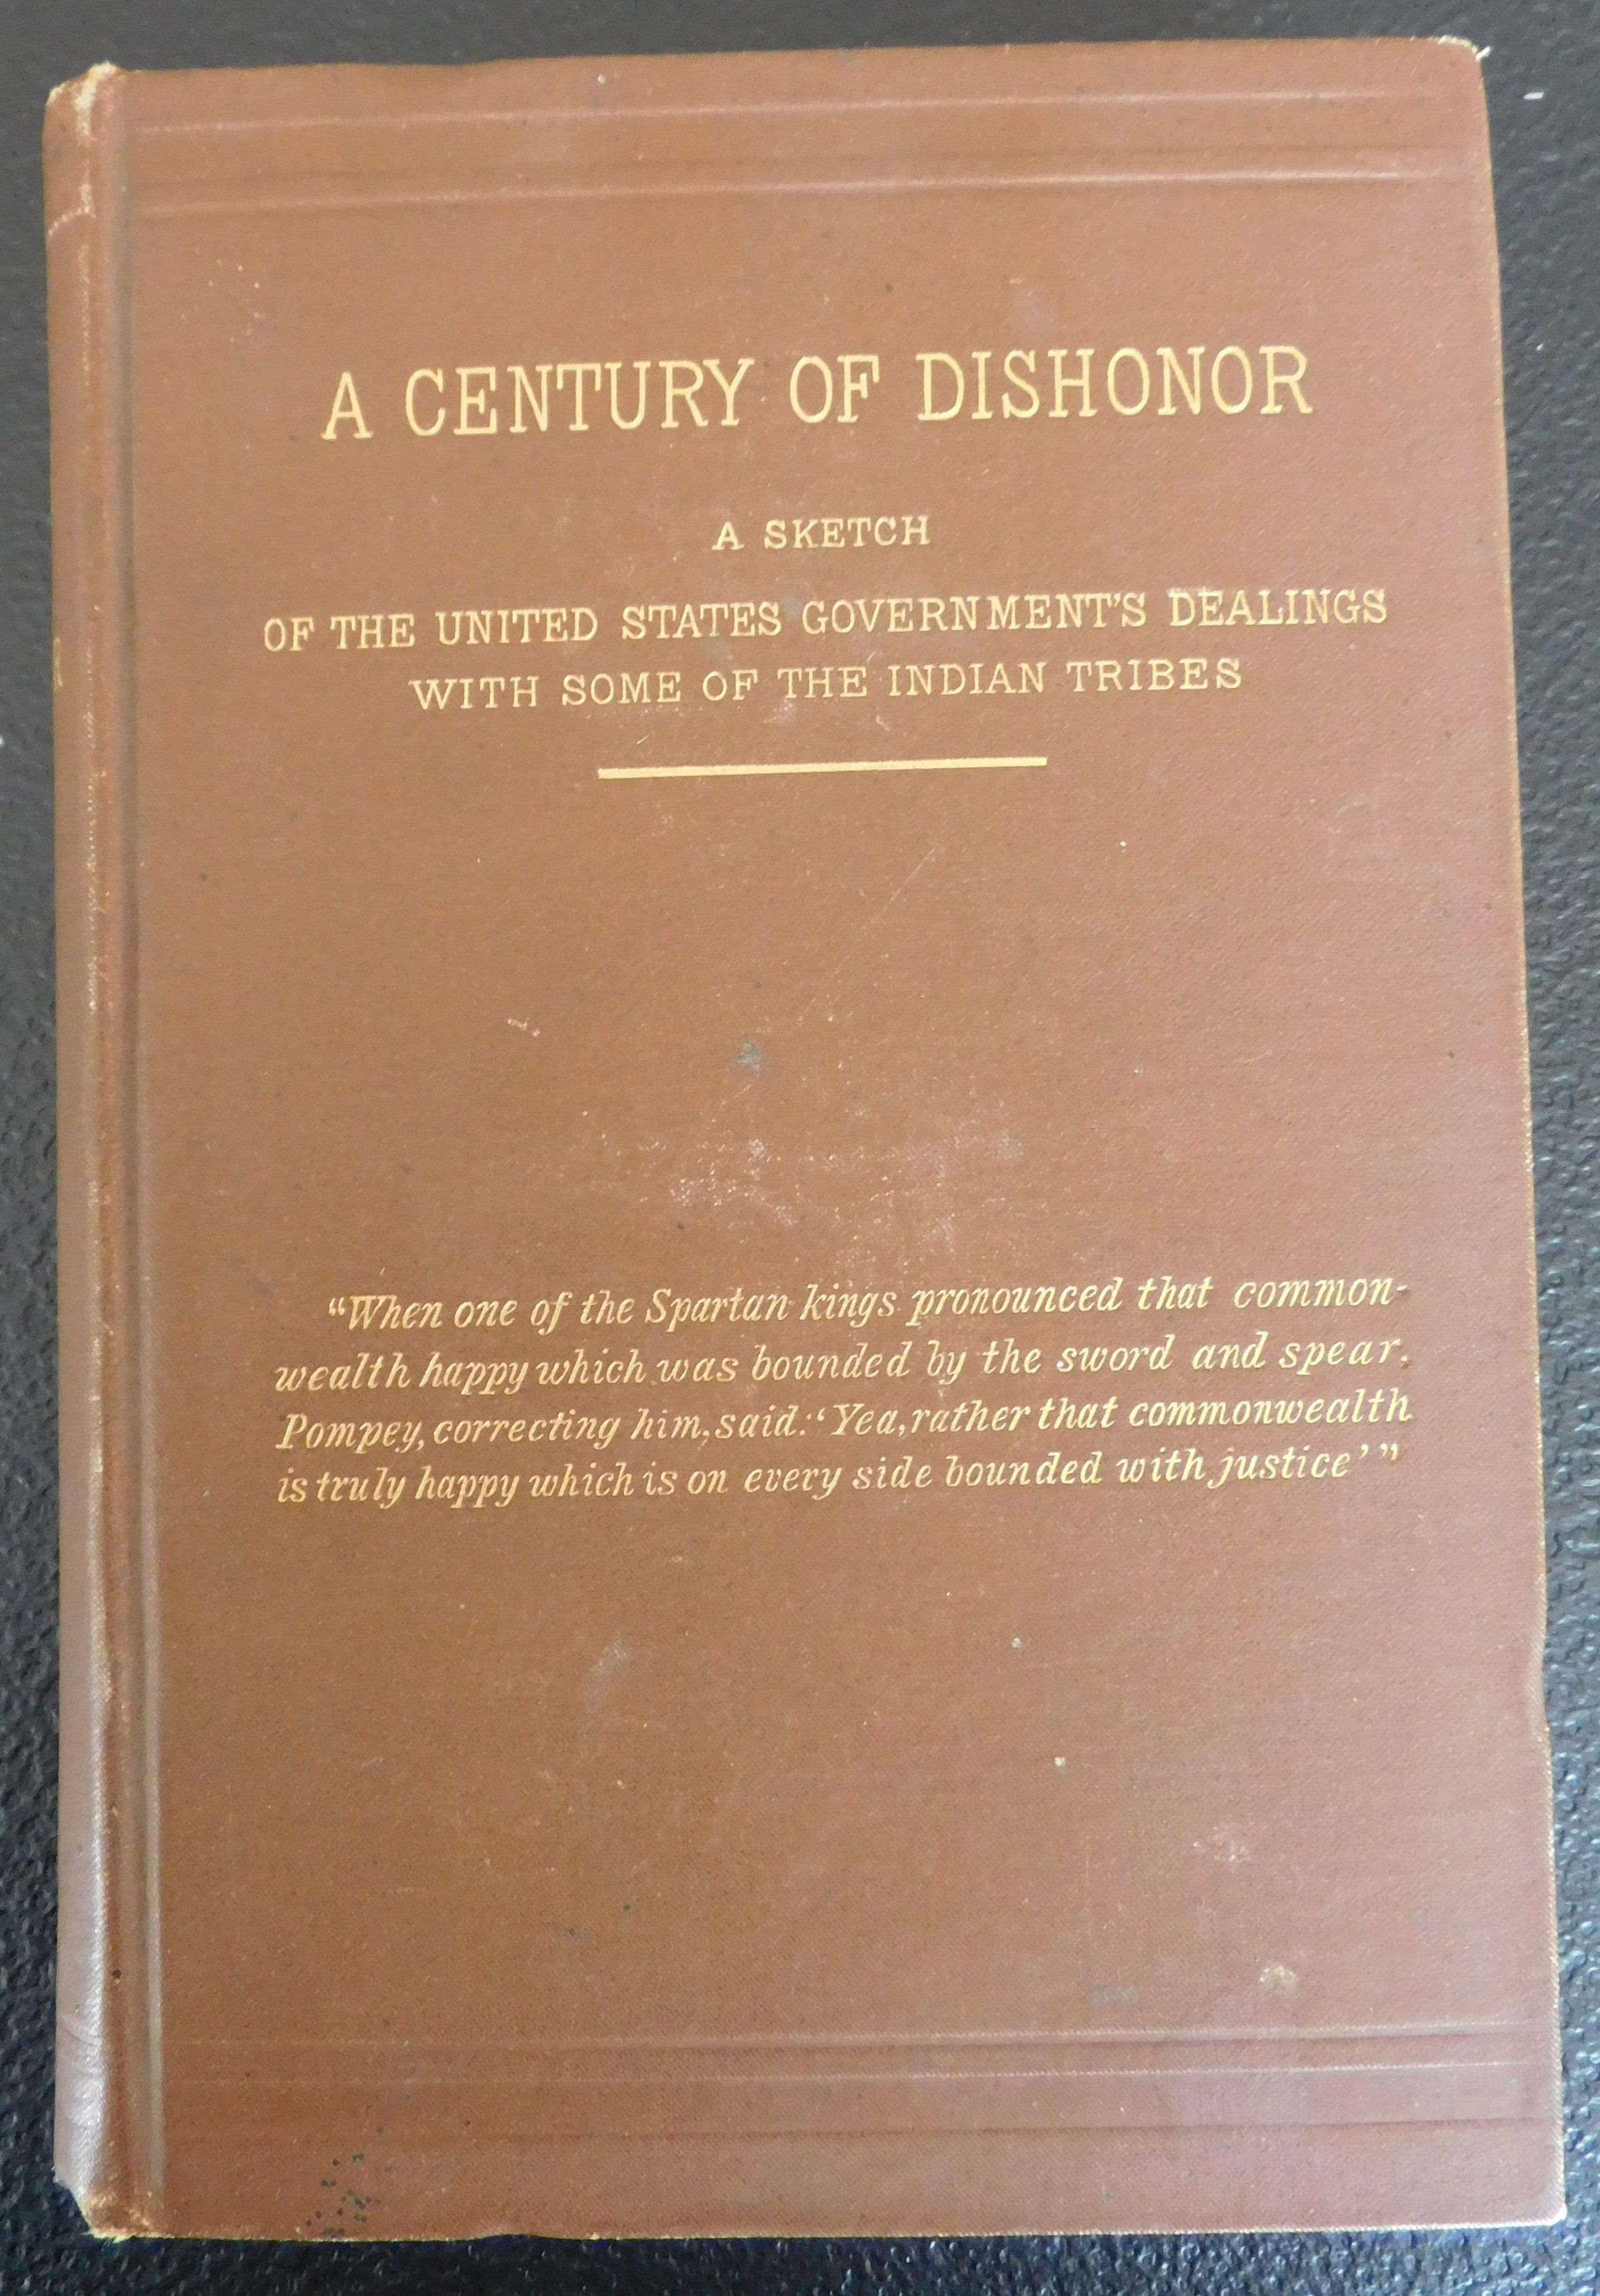 A CENTURY OF DISHONOR
A SKETCH
OF THE UNITED STATES GOVERNMENT'S DEALINGS
WITH SOME OF THE INDIAN TRIBES
“When one of the Spartan kings pronounced that common-
wealth happy which was bounded by the sword and spear,
Pompey, correcting him, said: ‘Yea, rather that commonwealth
is truly happy which is on every side bounded with justice’”